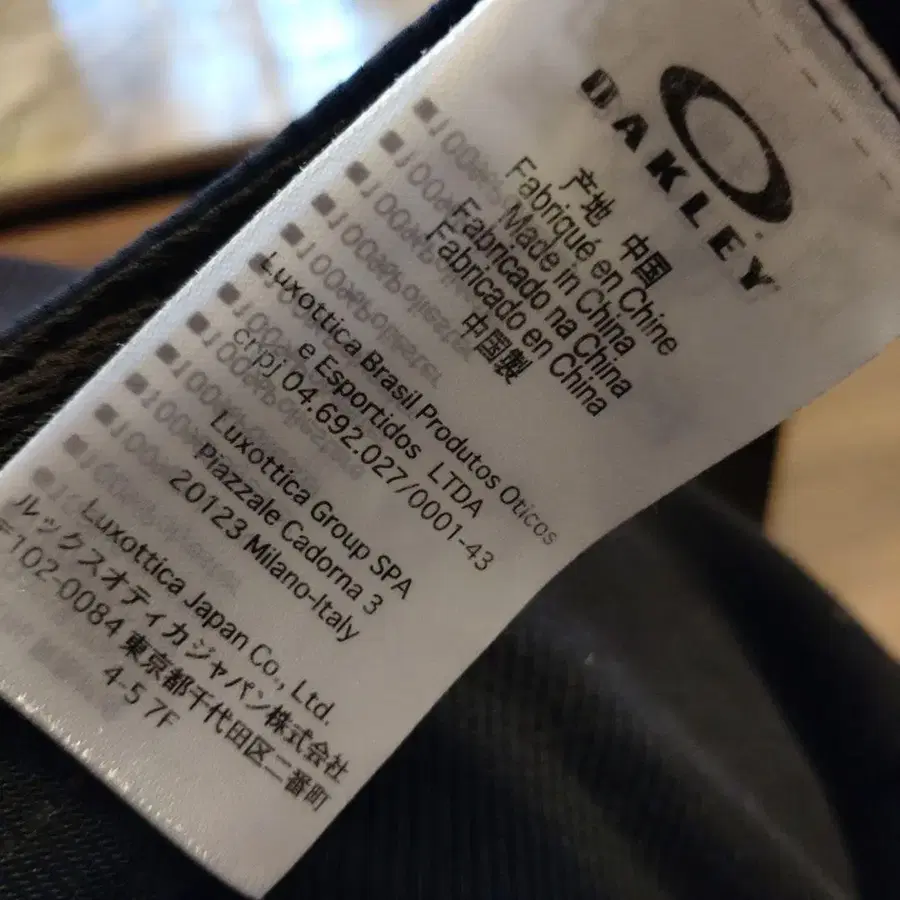 OAKLEY
产地 中国
Fabriqué en Chine
Made in China
Fabricado na China
Fabricado en China
中国製
Luxottica Brasil Produtos Oticos
e Esportidos LTDA
cnpj 04.692.027/0001-43
Luxottica Group SPA
Piazzale Cadorna 3
20123 Milano-Italy
Luxottica Japan Co., Ltd.
ルックスオティカジャパン株式会社
〒102-0084 東京都千代田区二番町
4-5 7F